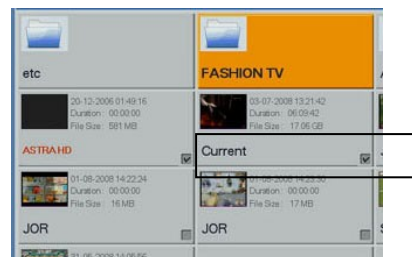 etc
FASHION TV
20-12-2006 01:49:16
Duration : 00:00:00
File Size : 581 MB
ASTRA HD
03-07-2008 13:21:42
Duration : 06:09:42
File Size : 17.06 GB
Current
01-08-2008 14:22:24
Duration : 00:00:00
File Size : 16 MB
JOR
Duration : 00:00:00
File Size : 17 MB
JOR